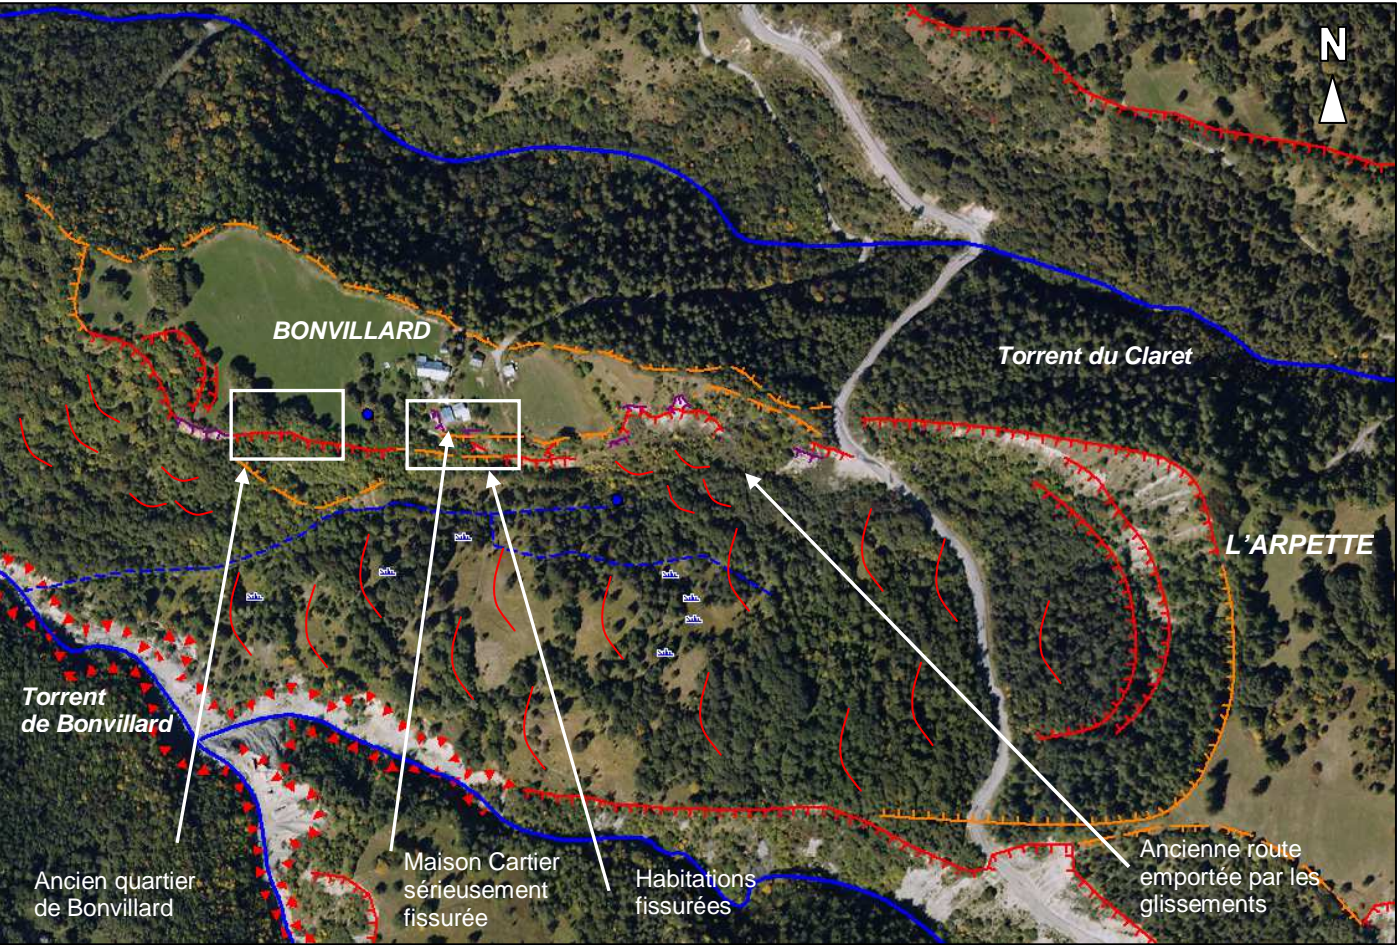 N
BONVILLARD
Torrent du Claret
L'ARPETTE
Torrent
de Bonvillard
Ancien quartier
de Bonvillard
Maison Cartier
sérieusement
fissurée
Habitations
fissurées
Ancienne route
emportée par les
glissements